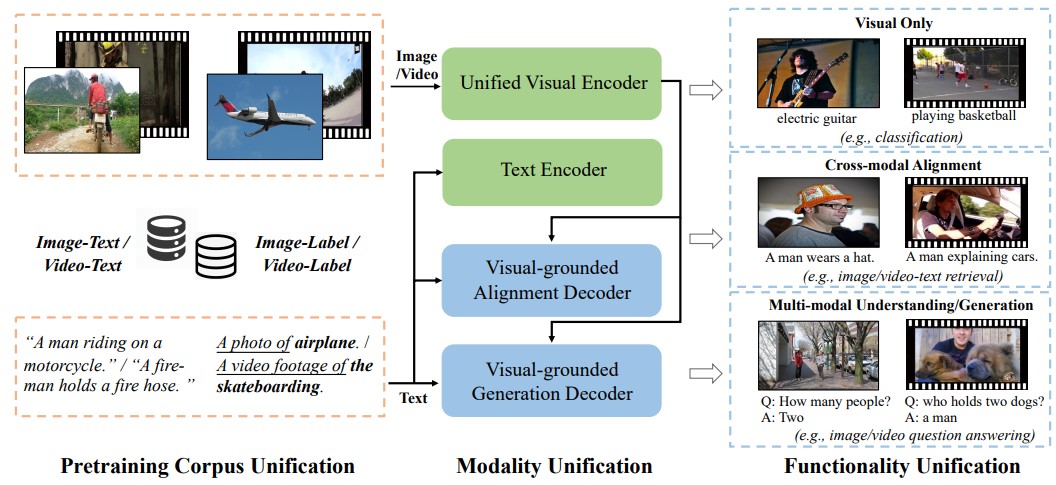 Image
/Video
Image-Text /
Video-Text
Image-Label /
Video-Label
“A man riding on a
motorcycle.” / “A fire-
man holds a fire hose. ”
A photo of airplane. /
A video footage of the
skateboarding.
Text
Pretraining Corpus Unification
Unified Visual Encoder
Text Encoder
Visual-grounded
Alignment Decoder
Visual-grounded
Generation Decoder
Modality Unification
Visual Only
electric guitar
playing basketball
(e.g., classification)
Cross-modal Alignment
A man wears a hat.
A man explaining cars.
(e.g., image/video-text retrieval)
Multi-modal Understanding/Generation
Q: How many people?
A: Two
Q: who holds two dogs?
A: a man
(e.g., image/video question answering)
Functionality Unification